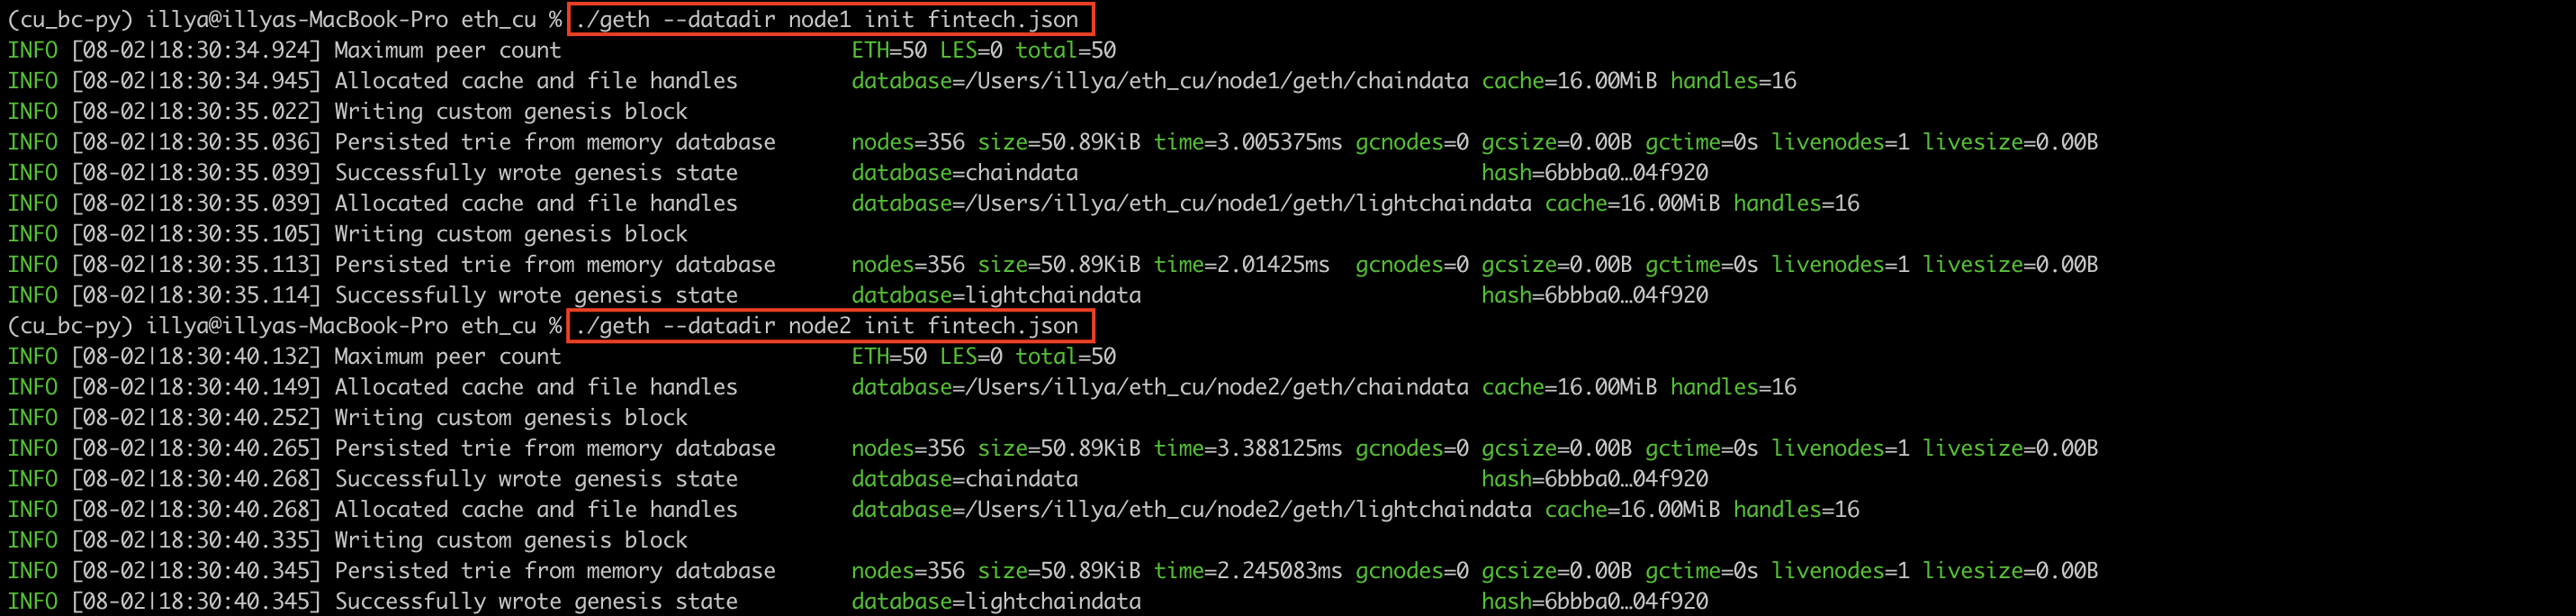 (cu_bc-py) illya@illyas-MacBook-Pro eth_cu % ./geth --datadir node1 init fintech.json
INFO [08-02|18:30:34.924] Maximum peer count                       ETH=50 LES=0 total=50
INFO [08-02|18:30:34.945] Allocated cache and file handles         database=/Users/illya/eth_cu/node1/geth/chaindata cache=16.00MiB handles=16
INFO [08-02|18:30:35.022] Writing custom genesis block
INFO [08-02|18:30:35.036] Persisted trie from memory database      nodes=356 size=50.89KiB time=3.005375ms gcnodes=0 gcsize=0.00B gctime=0s livenodes=1 livesize=0.00B
INFO [08-02|18:30:35.039] Successfully wrote genesis state         database=chaindata                                hash=6bbba0…04f920
INFO [08-02|18:30:35.039] Allocated cache and file handles         database=/Users/illya/eth_cu/node1/geth/lightchaindata cache=16.00MiB handles=16
INFO [08-02|18:30:35.105] Writing custom genesis block
INFO [08-02|18:30:35.113] Persisted trie from memory database      nodes=356 size=50.89KiB time=2.01425ms  gcnodes=0 gcsize=0.00B gctime=0s livenodes=1 livesize=0.00B
INFO [08-02|18:30:35.114] Successfully wrote genesis state         database=lightchaindata                           hash=6bbba0…04f920
(cu_bc-py) illya@illyas-MacBook-Pro eth_cu % ./geth --datadir node2 init fintech.json
INFO [08-02|18:30:40.132] Maximum peer count                       ETH=50 LES=0 total=50
INFO [08-02|18:30:40.149] Allocated cache and file handles         database=/Users/illya/eth_cu/node2/geth/chaindata cache=16.00MiB handles=16
INFO [08-02|18:30:40.252] Writing custom genesis block
INFO [08-02|18:30:40.265] Persisted trie from memory database      nodes=356 size=50.89KiB time=3.388125ms gcnodes=0 gcsize=0.00B gctime=0s livenodes=1 livesize=0.00B
INFO [08-02|18:30:40.268] Successfully wrote genesis state         database=chaindata                                hash=6bbba0…04f920
INFO [08-02|18:30:40.268] Allocated cache and file handles         database=/Users/illya/eth_cu/node2/geth/lightchaindata cache=16.00MiB handles=16
INFO [08-02|18:30:40.335] Writing custom genesis block
INFO [08-02|18:30:40.345] Persisted trie from memory database      nodes=356 size=50.89KiB time=2.245083ms gcnodes=0 gcsize=0.00B gctime=0s livenodes=1 livesize=0.00B
INFO [08-02|18:30:40.345] Successfully wrote genesis state         database=lightchaindata                           hash=6bbba0…04f920